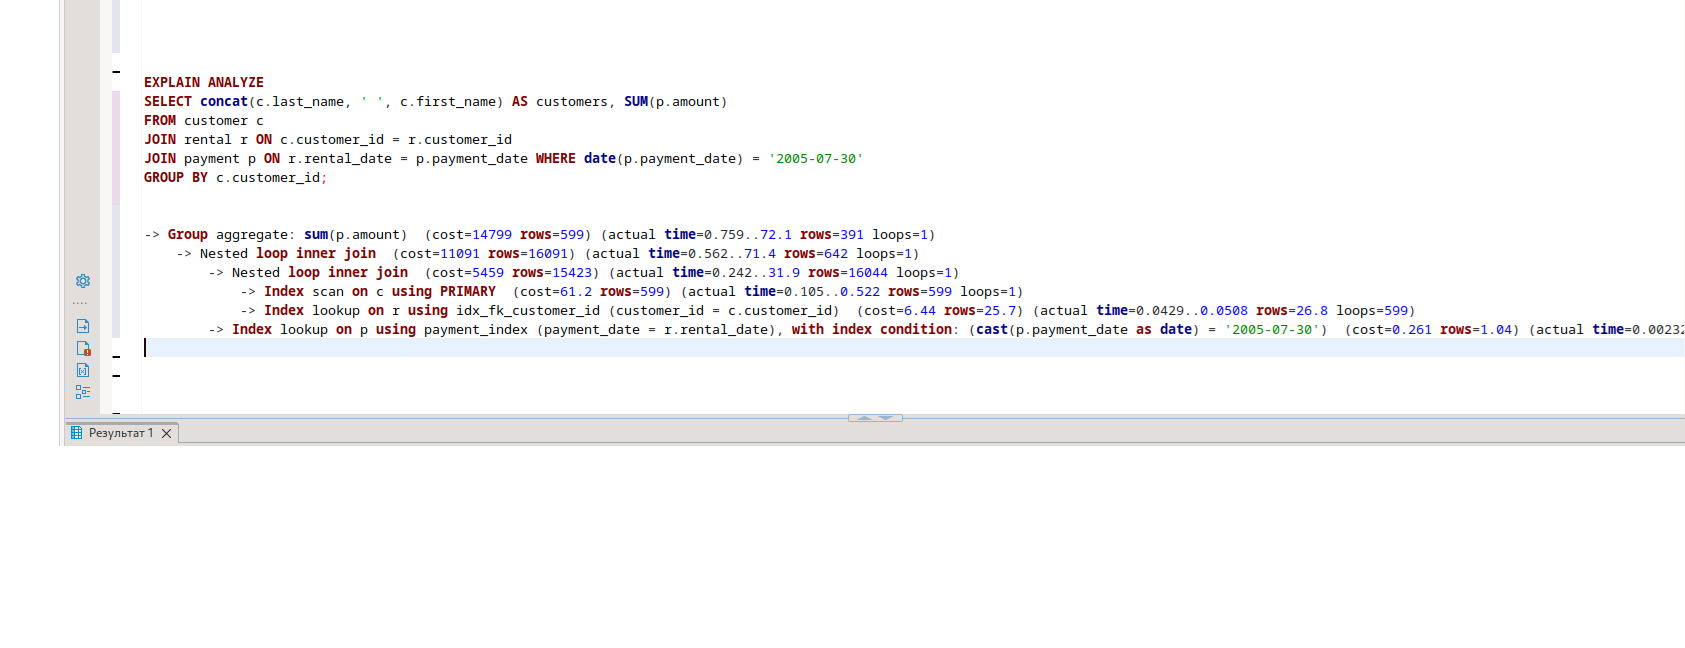 EXPLAIN ANALYZE
SELECT concat(c.last_name, ' ', c.first_name) AS customers, SUM(p.amount)
FROM customer c
JOIN rental r ON c.customer_id = r.customer_id
JOIN payment p ON r.rental_date = p.payment_date WHERE date(p.payment_date) = '2005-07-30'
GROUP BY c.customer_id;
-> Group aggregate: sum(p.amount)  (cost=14799 rows=599) (actual time=0.759..72.1 rows=391 loops=1)
-> Nested loop inner join  (cost=11091 rows=16091) (actual time=0.562..71.4 rows=642 loops=1)
-> Nested loop inner join  (cost=5459 rows=15423) (actual time=0.242..31.9 rows=16044 loops=1)
-> Index scan on c using PRIMARY  (cost=61.2 rows=599) (actual time=0.105..0.522 rows=599 loops=1)
-> Index lookup on r using idx_fk_customer_id (customer_id = c.customer_id)  (cost=6.44 rows=25.7) (actual time=0.0429..0.0508 rows=26.8 loops=599)
-> Index lookup on p using payment_index (payment_date = r.rental_date), with index condition: (cast(p.payment_date as date) = '2005-07-30')  (cost=0.261 rows=1.04) (actual time=0.00232
Результат 1